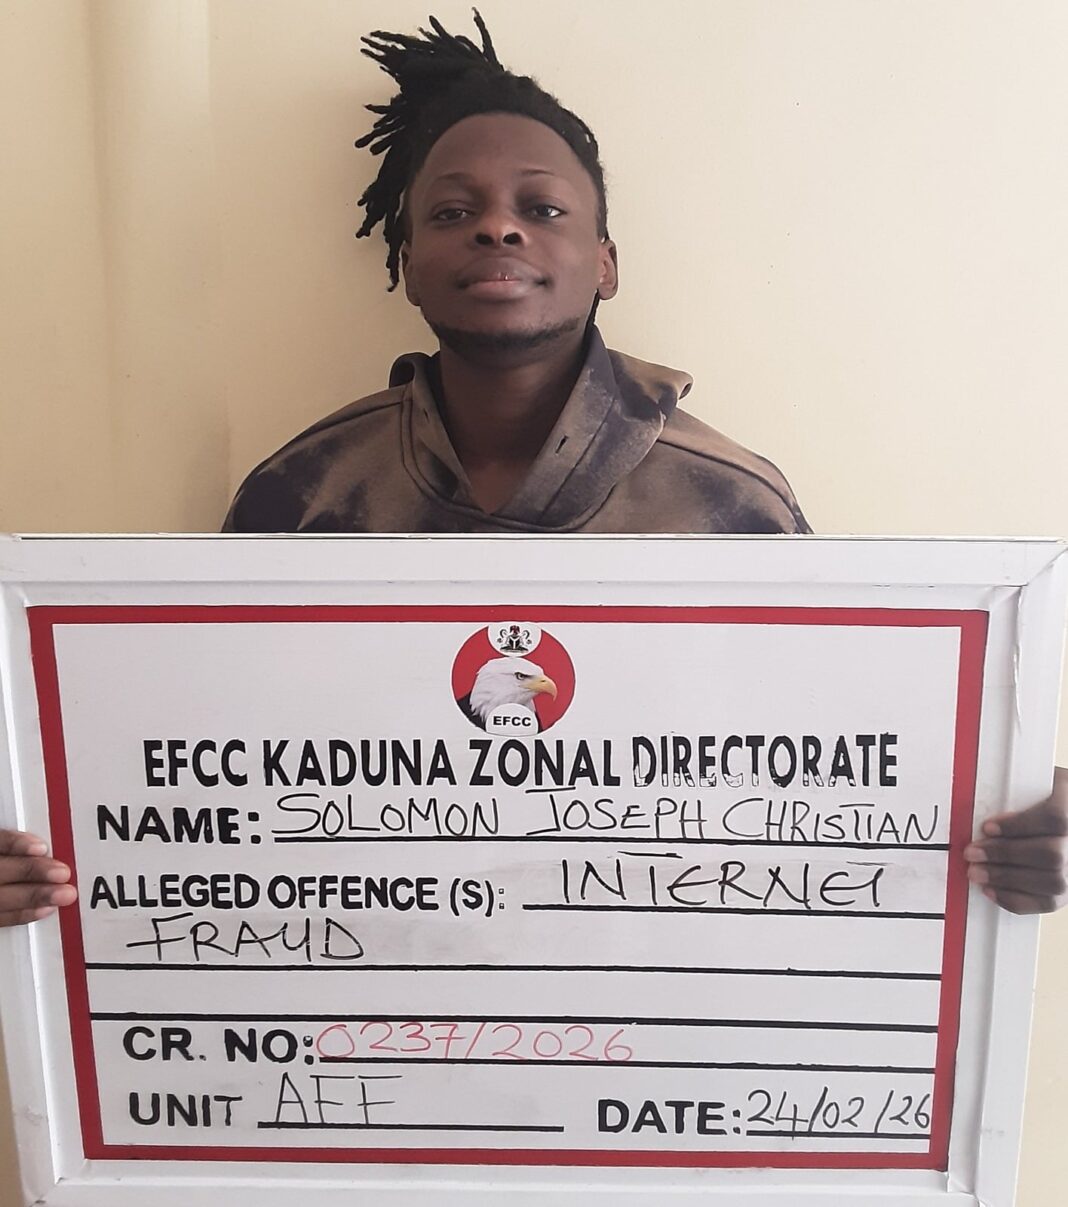 EFCC
EFCC KADUNA ZONAL DIRECTORATE
NAME: SOLOMON JOSEPH CHRISTIAN
ALLEGED OFFENCE (S): INTERNET
FRAUD
CR. NO: 0237/2026
UNIT AFF DATE: 24/02/26